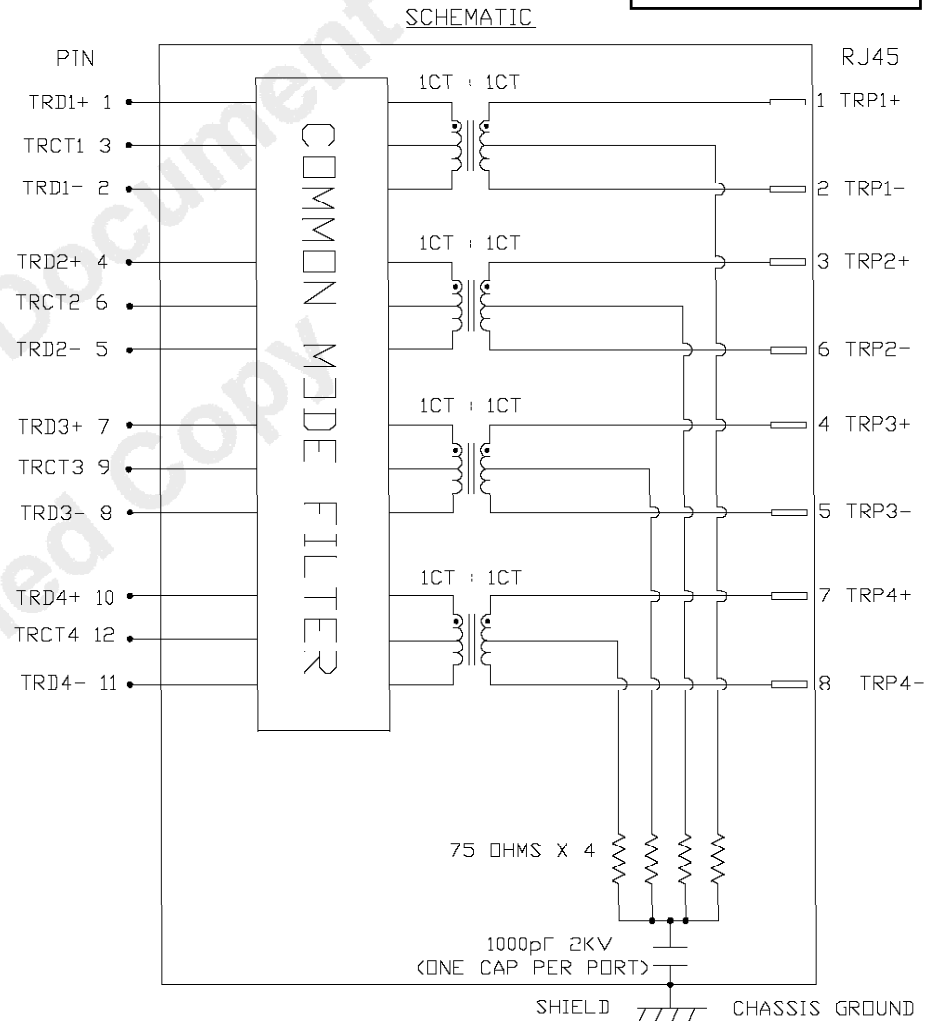 SCHEMATIC
PIN
RJ45
1CT : 1CT
TRD1+ 1
1 TRP1+
TRCT1 3
TRD1- 2
2 TRP1-
1CT : 1CT
TRD2+ 4
3 TRP2+
TRCT2 6
TRD2- 5
6 TRP2-
1CT : 1CT
TRD3+ 7
4 TRP3+
TRCT3 9
TRD3- 8
5 TRP3-
1CT : 1CT
TRD4+ 10
7 TRP4+
TRCT4 12
TRD4- 11
8 TRP4-
COMMON MODE FILTER
75 OHMS X 4
1000pF 2KV
(ONE CAP PER PORT)
SHIELD
CHASSIS GROUND
Document
Copy